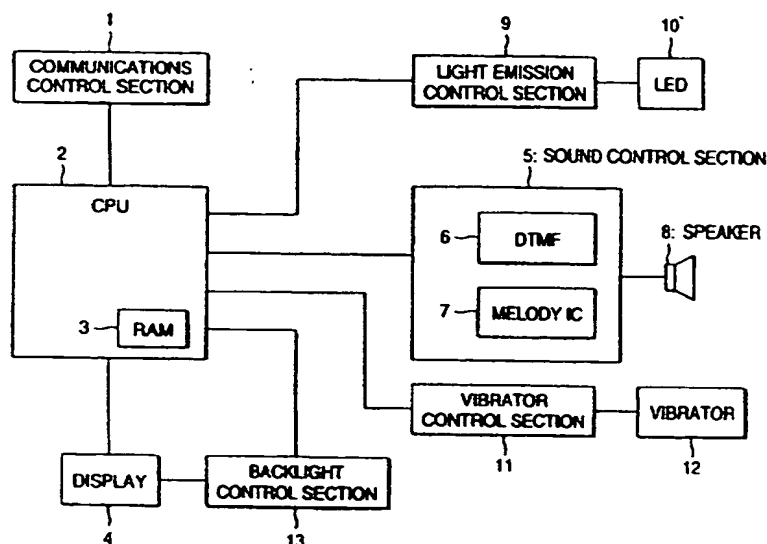 1
COMMUNICATIONS
CONTROL SECTION
9
LIGHT EMISSION
CONTROL SECTION
10
LED
2
CPU
3
RAM
5: SOUND CONTROL SECTION
6
DTMF
7
MELODY IC
8: SPEAKER
VIBRATOR
CONTROL SECTION
11
VIBRATOR
12
DISPLAY
4
BACKLIGHT
CONTROL SECTION
13